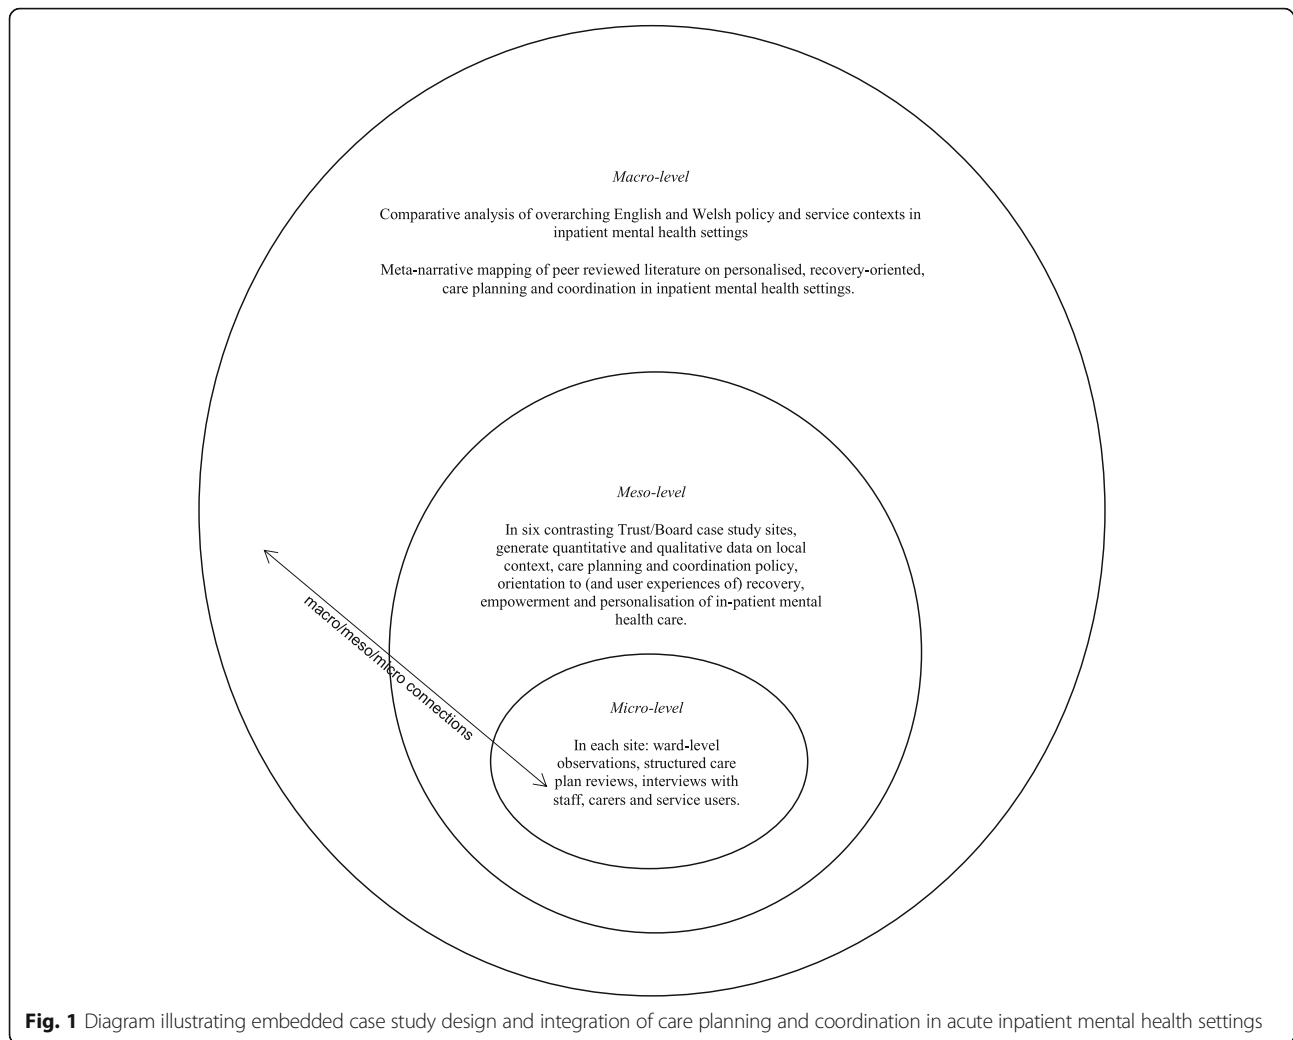 Macro-level
Comparative analysis of overarching English and Welsh policy and service contexts in
inpatient mental health settings
Meta-narrative mapping of peer reviewed literature on personalised, recovery-oriented,
care planning and coordination in inpatient mental health settings.
Meso-level
In six contrasting Trust/Board case study sites,
generate quantitative and qualitative data on local
context, care planning and coordination policy,
orientation to (and user experiences of) recovery,
empowerment and personalisation of in-patient mental
health care.
macro/meso/micro connections
Micro-level
In each site: ward-level
observations, structured care
plan reviews, interviews with
staff, carers and service users.
Fig. 1 Diagram illustrating embedded case study design and integration of care planning and coordination in acute inpatient mental health settings